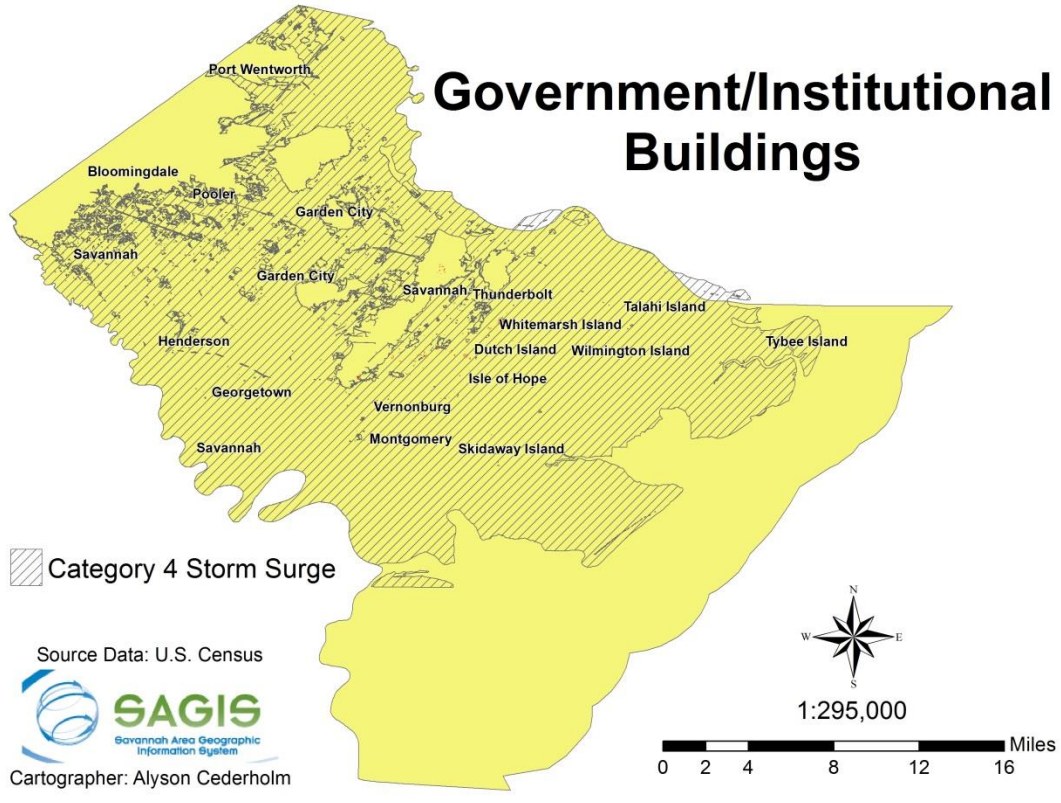 Government/Institutional
Buildings
Port Wentworth
Bloomingdale
Pooler
Garden City
Savannah
Garden City
Savannah
Thunderbolt
Talahi Island
Whitemarsh Island
Henderson
Dutch Island
Wilmington Island
Tybee Island
Isle of Hope
Georgetown
Vernonburg
Montgomery
Savannah
Skidaway Island
Category 4 Storm Surge
Source Data: U.S. Census
SAGIS
Savannah Area Geographic
Information System
Cartographer: Alyson Cederholm
N
W
E
S
1:295,000
Miles
0 2 4 8 12 16